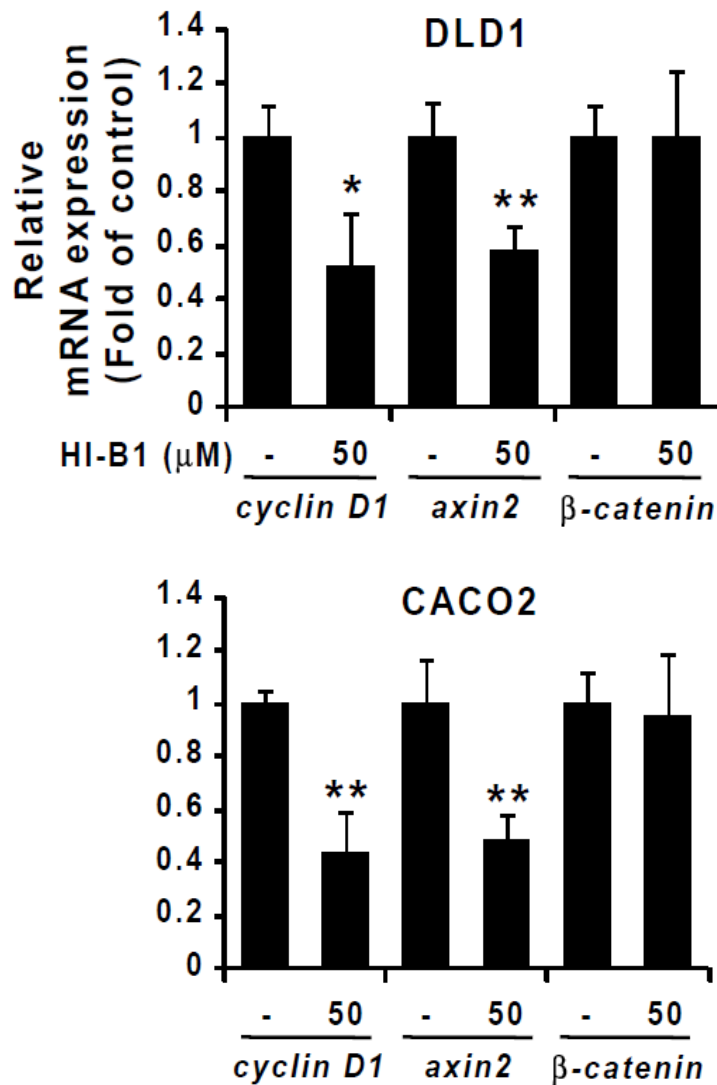 DLD1
Relative
mRNA expression
(Fold of control)
1.4
1.2
1
0.8
0.6
0.4
0.2
0
*
**
HI-B1 (μM) - 50 - 50 - 50
cyclin D1 axin2 β-catenin
CACO2
1.4
1.2
1
0.8
0.6
0.4
0.2
0
**
**
- 50 - 50 - 50
cyclin D1 axin2 β-catenin